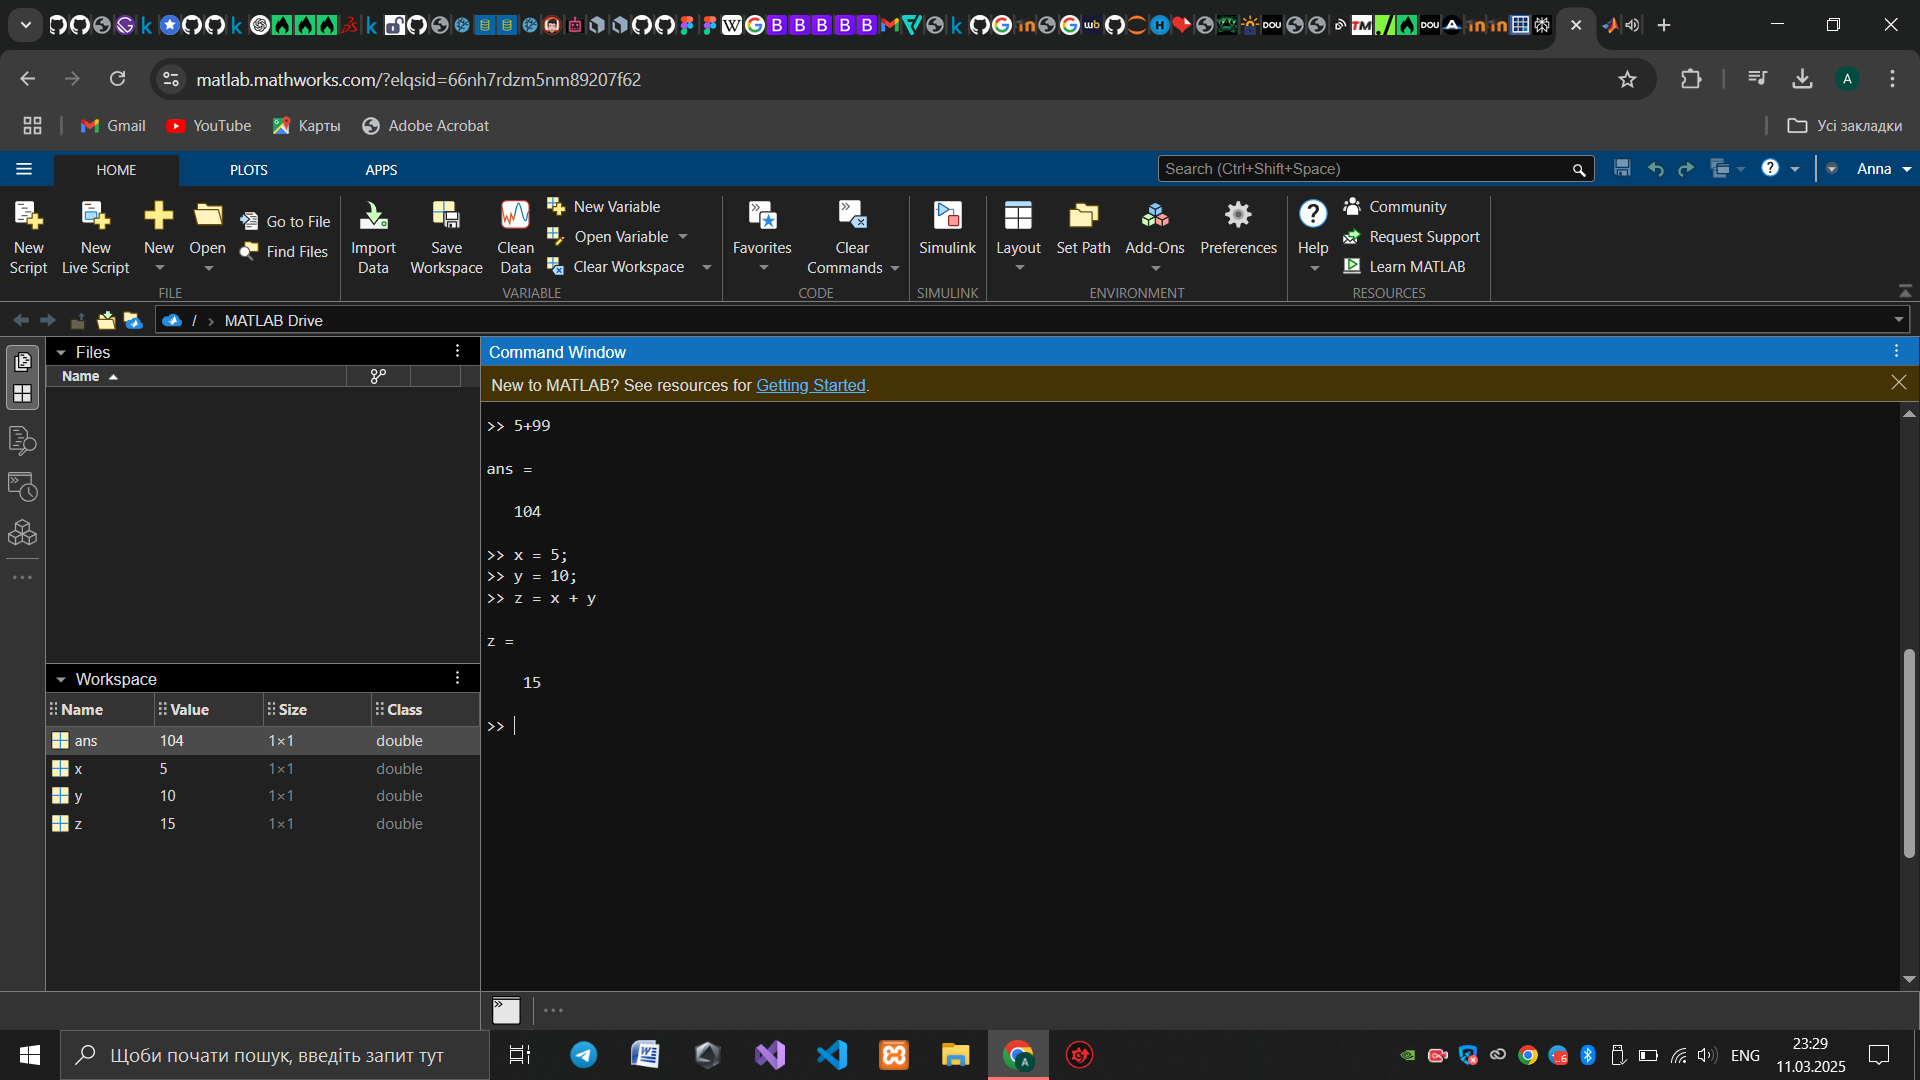 matlab.mathworks.com/?elqsid=66nh7rdzm5nm89207f62
A
Gmail
YouTube
Карты
Adobe Acrobat
Усі закладки
HOME
PLOTS
APPS
Search (Ctrl+Shift+Space)
Anna
New Script
New Live Script
New
Open
Go to File
Find Files
FILE
Import Data
Save Workspace
Clean Data
New Variable
Open Variable
Clear Workspace
VARIABLE
Favorites
Clear Commands
CODE
Simulink
SIMULINK
Layout
Set Path
Add-Ons
Preferences
ENVIRONMENT
Help
Community
Request Support
Learn MATLAB
RESOURCES
/ › MATLAB Drive
Files
Name
Command Window
New to MATLAB? See resources for Getting Started.
>> 5+99
ans =
104
>> x = 5;
>> y = 10;
>> z = x + y
z =
15
>>
Workspace
Name Value Size Class
ans 104 1×1 double
x 5 1×1 double
y 10 1×1 double
z 15 1×1 double
Щоби почати пошук, введіть запит тут
ENG
23:29
11.03.2025